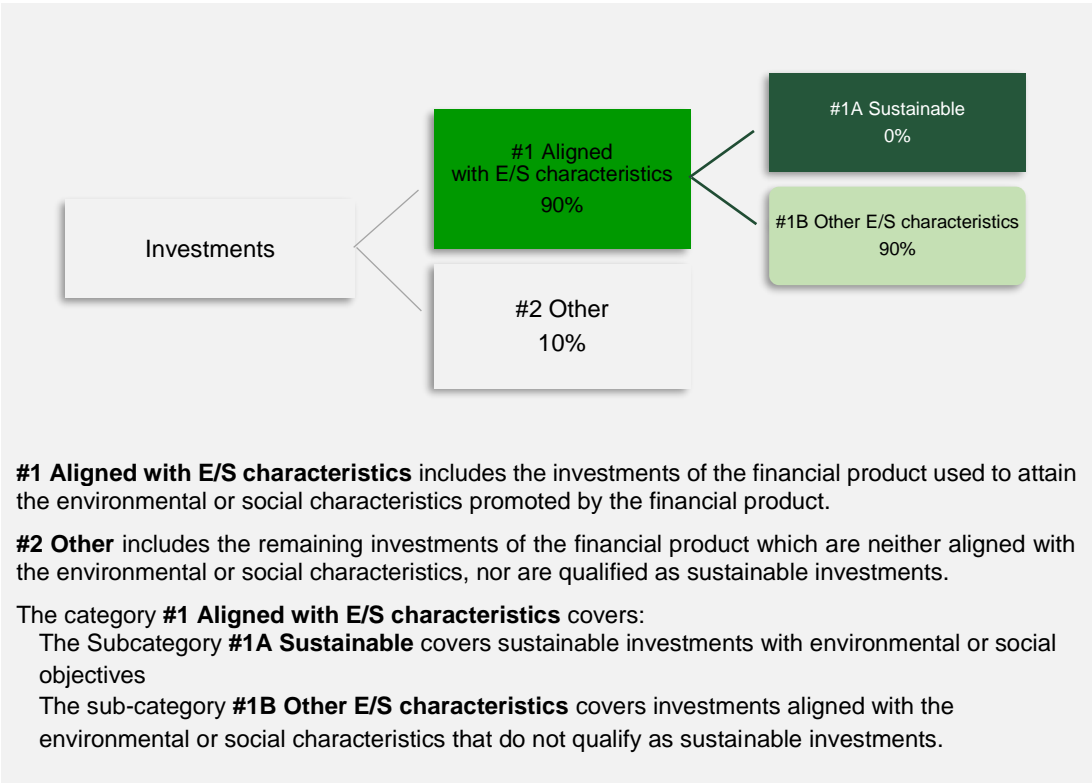 #1A Sustainable
0%
#1 Aligned
with E/S characteristics
90%
#1B Other E/S characteristics
90%
Investments
#2 Other
10%
#1 Aligned with E/S characteristics includes the investments of the financial product used to attain
the environmental or social characteristics promoted by the financial product.
#2 Other includes the remaining investments of the financial product which are neither aligned with
the environmental or social characteristics, nor are qualified as sustainable investments.
The category #1 Aligned with E/S characteristics covers:
The Subcategory #1A Sustainable covers sustainable investments with environmental or social
objectives
The sub-category #1B Other E/S characteristics covers investments aligned with the
environmental or social characteristics that do not qualify as sustainable investments.